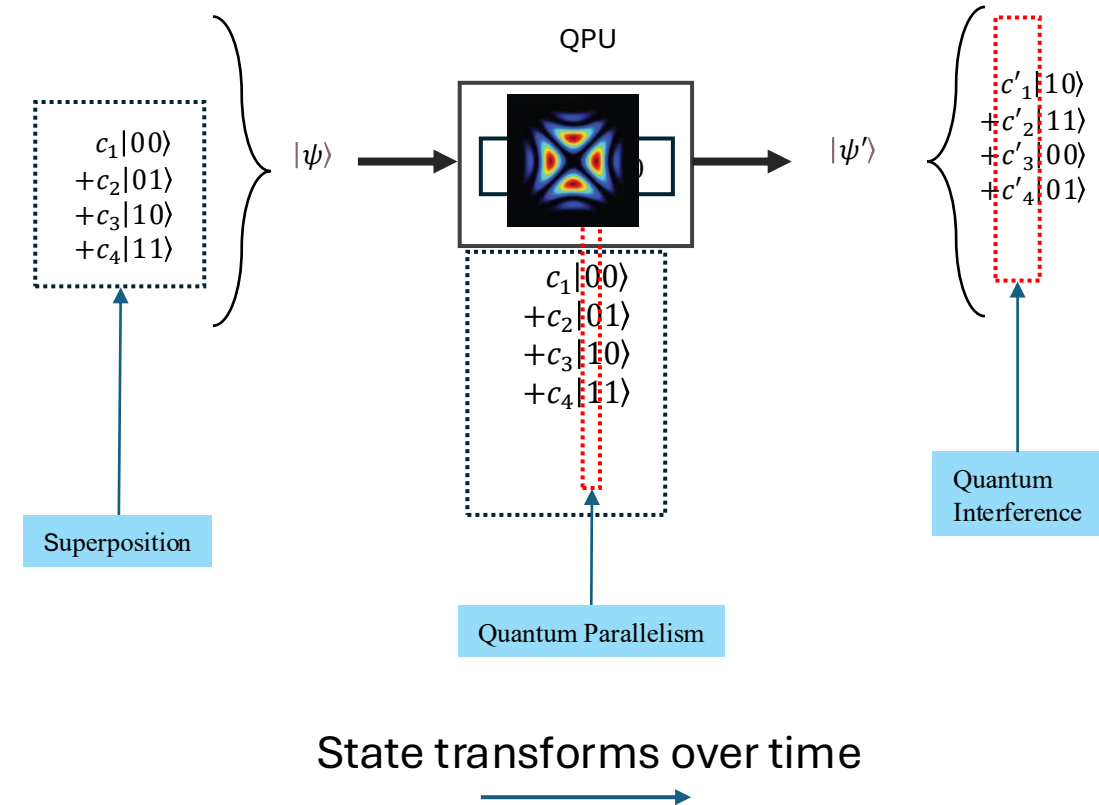 QPU
c₁|00⟩
+c₂|01⟩
+c₃|10⟩
+c₄|11⟩
|ψ⟩
|ψ′⟩
c′₁|10⟩
+c′₂|11⟩
+c′₃|00⟩
+c′₄|01⟩
c₁|00⟩
+c₂|01⟩
+c₃|10⟩
+c₄|11⟩
Superposition
Quantum Parallelism
Quantum
Interference
State transforms over time